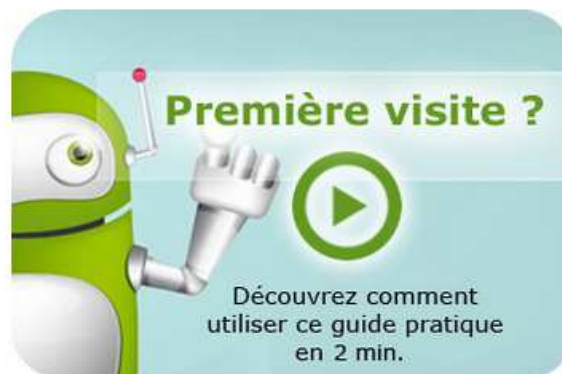 Première visite ?
Découvrez comment
utiliser ce guide pratique
en 2 min.